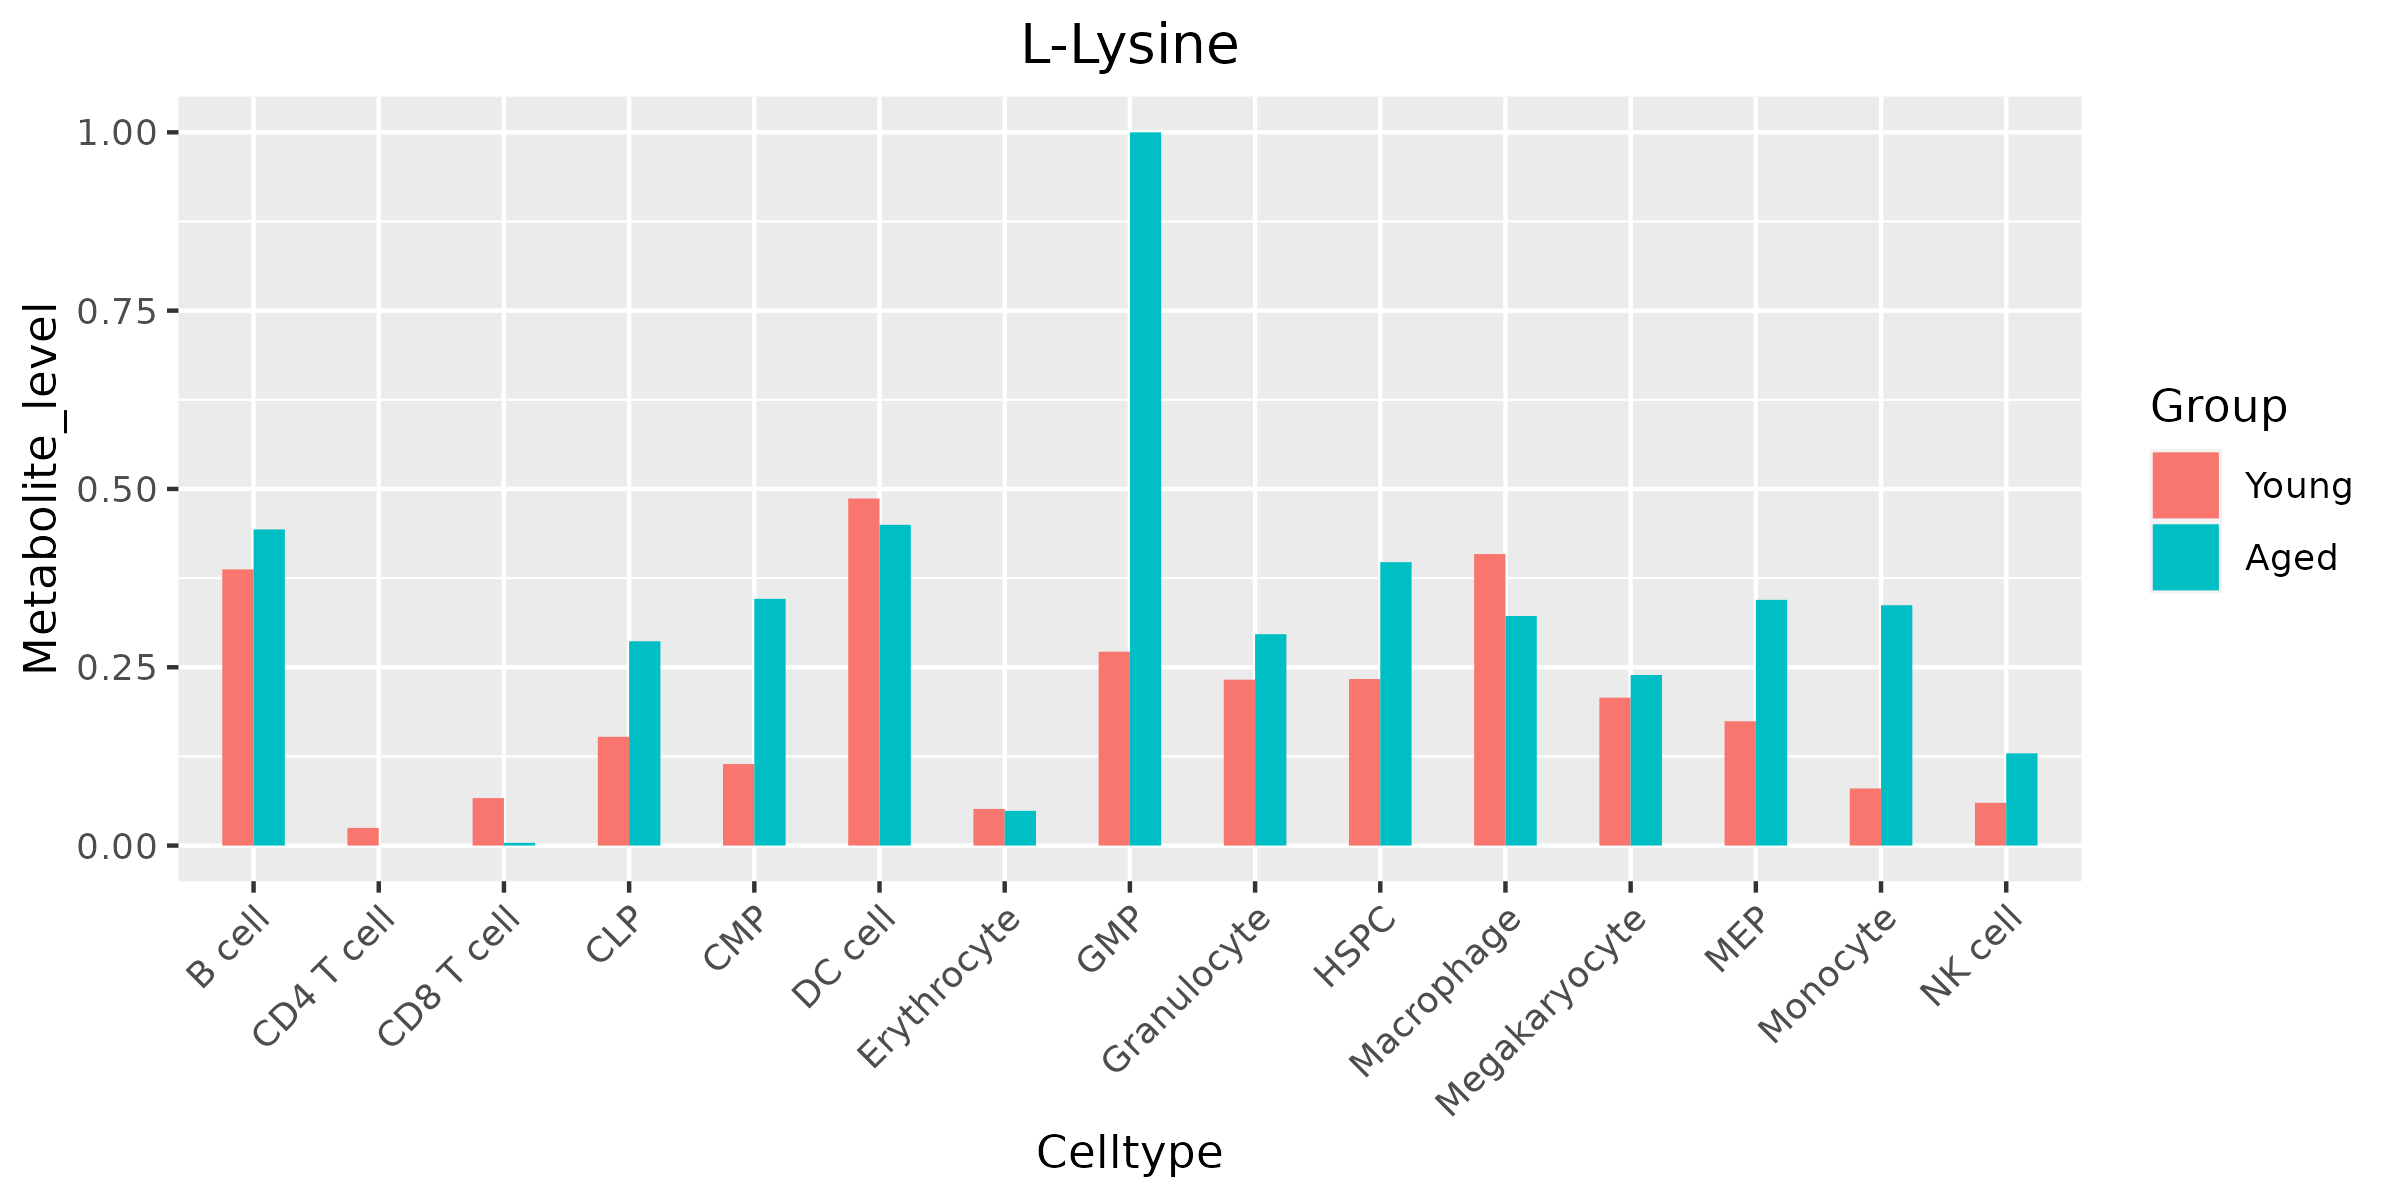 L-Lysine
Metabolite_level
1.00
0.75
0.50
0.25
0.00
B cell
CD4 T cell
CD8 T cell
CLP
CMP
DC cell
Erythrocyte
GMP
Granulocyte
HSPC
Macrophage
Megakaryocyte
MEP
Monocyte
NK cell
Celltype
Group
Young
Aged